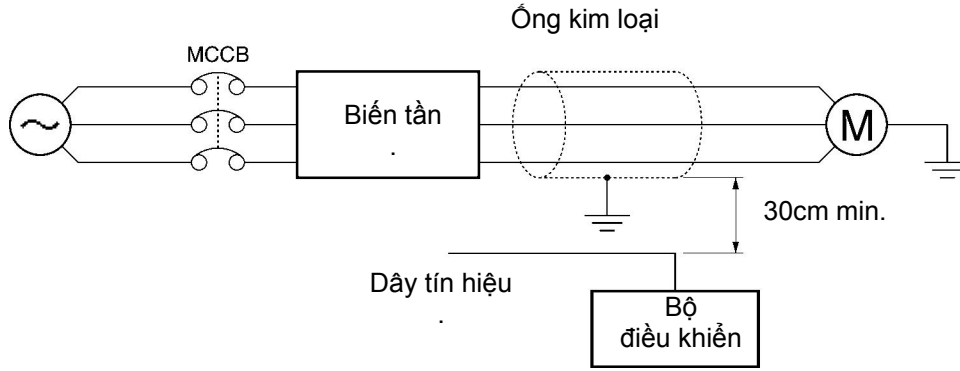 Ống kim loại
MCCB
Biến tần
.
M
30cm min.
Dây tín hiệu
.
Bộ
điều khiển